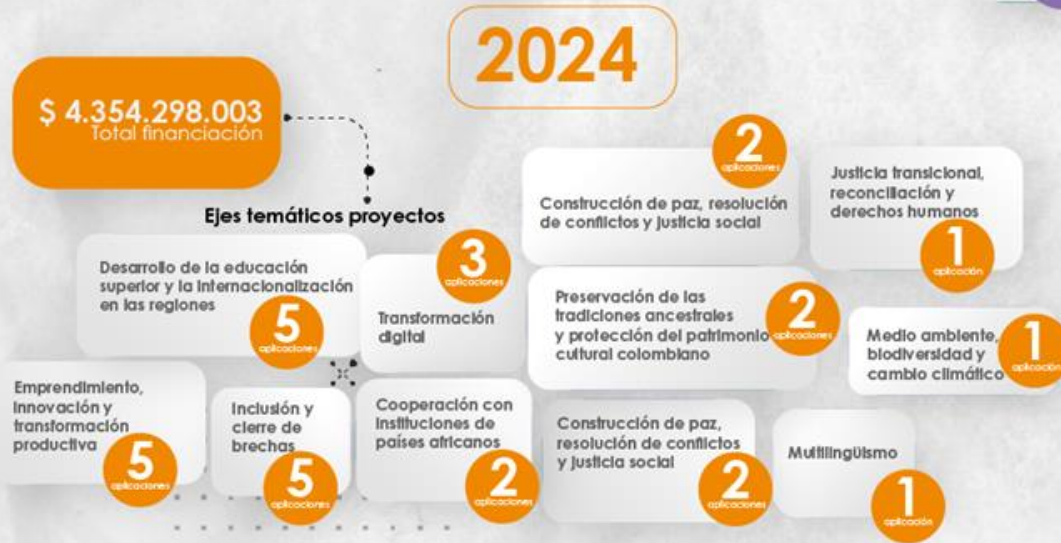 2024
$ 4.354.298.003
Total financiación
Ejes temáticos proyectos
Desarrollo de la educación
superior y la internacionalización
en las regiones
5
aplicaciones
3
aplicaciones
Transformación
digital
2
aplicaciones
Construcción de paz, resolución
de conflictos y justicia social
Justicia transicional,
reconciliación y
derechos humanos
1
aplicación
Preservación de las
tradiciones ancestrales
y protección del patrimonio
cultural colombiano
2
aplicaciones
Medio ambiente,
biodiversidad y
cambio climático
1
aplicación
Emprendimiento,
innovación y
transformación
productiva
5
aplicaciones
Inclusión y
cierre de
brechas
5
aplicaciones
Cooperación con
instituciones de
países africanos
2
aplicaciones
Construcción de paz,
resolución de conflictos
y justicia social
2
aplicaciones
Multilingüismo
1
aplicación